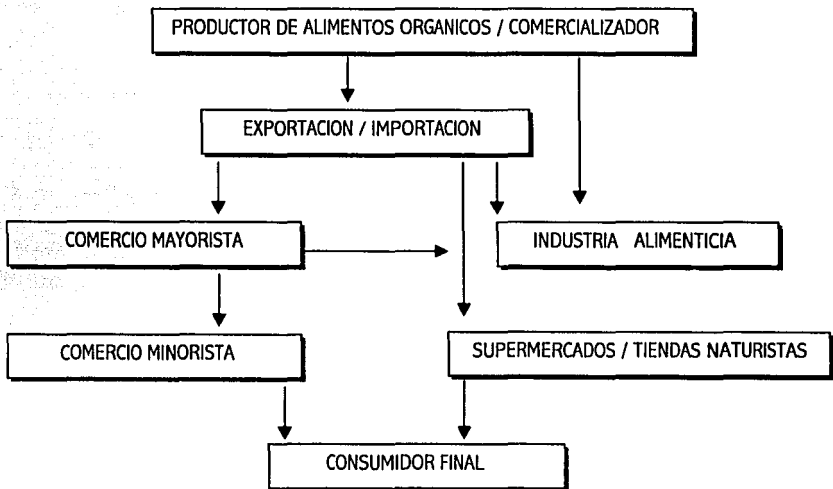 PRODUCTOR DE ALIMENTOS ORGANICOS / COMERCIALIZADOR
EXPORTACION / IMPORTACION
COMERCIO MAYORISTA
INDUSTRIA ALIMENTICIA
COMERCIO MINORISTA
SUPERMERCADOS / TIENDAS NATURISTAS
CONSUMIDOR FINAL